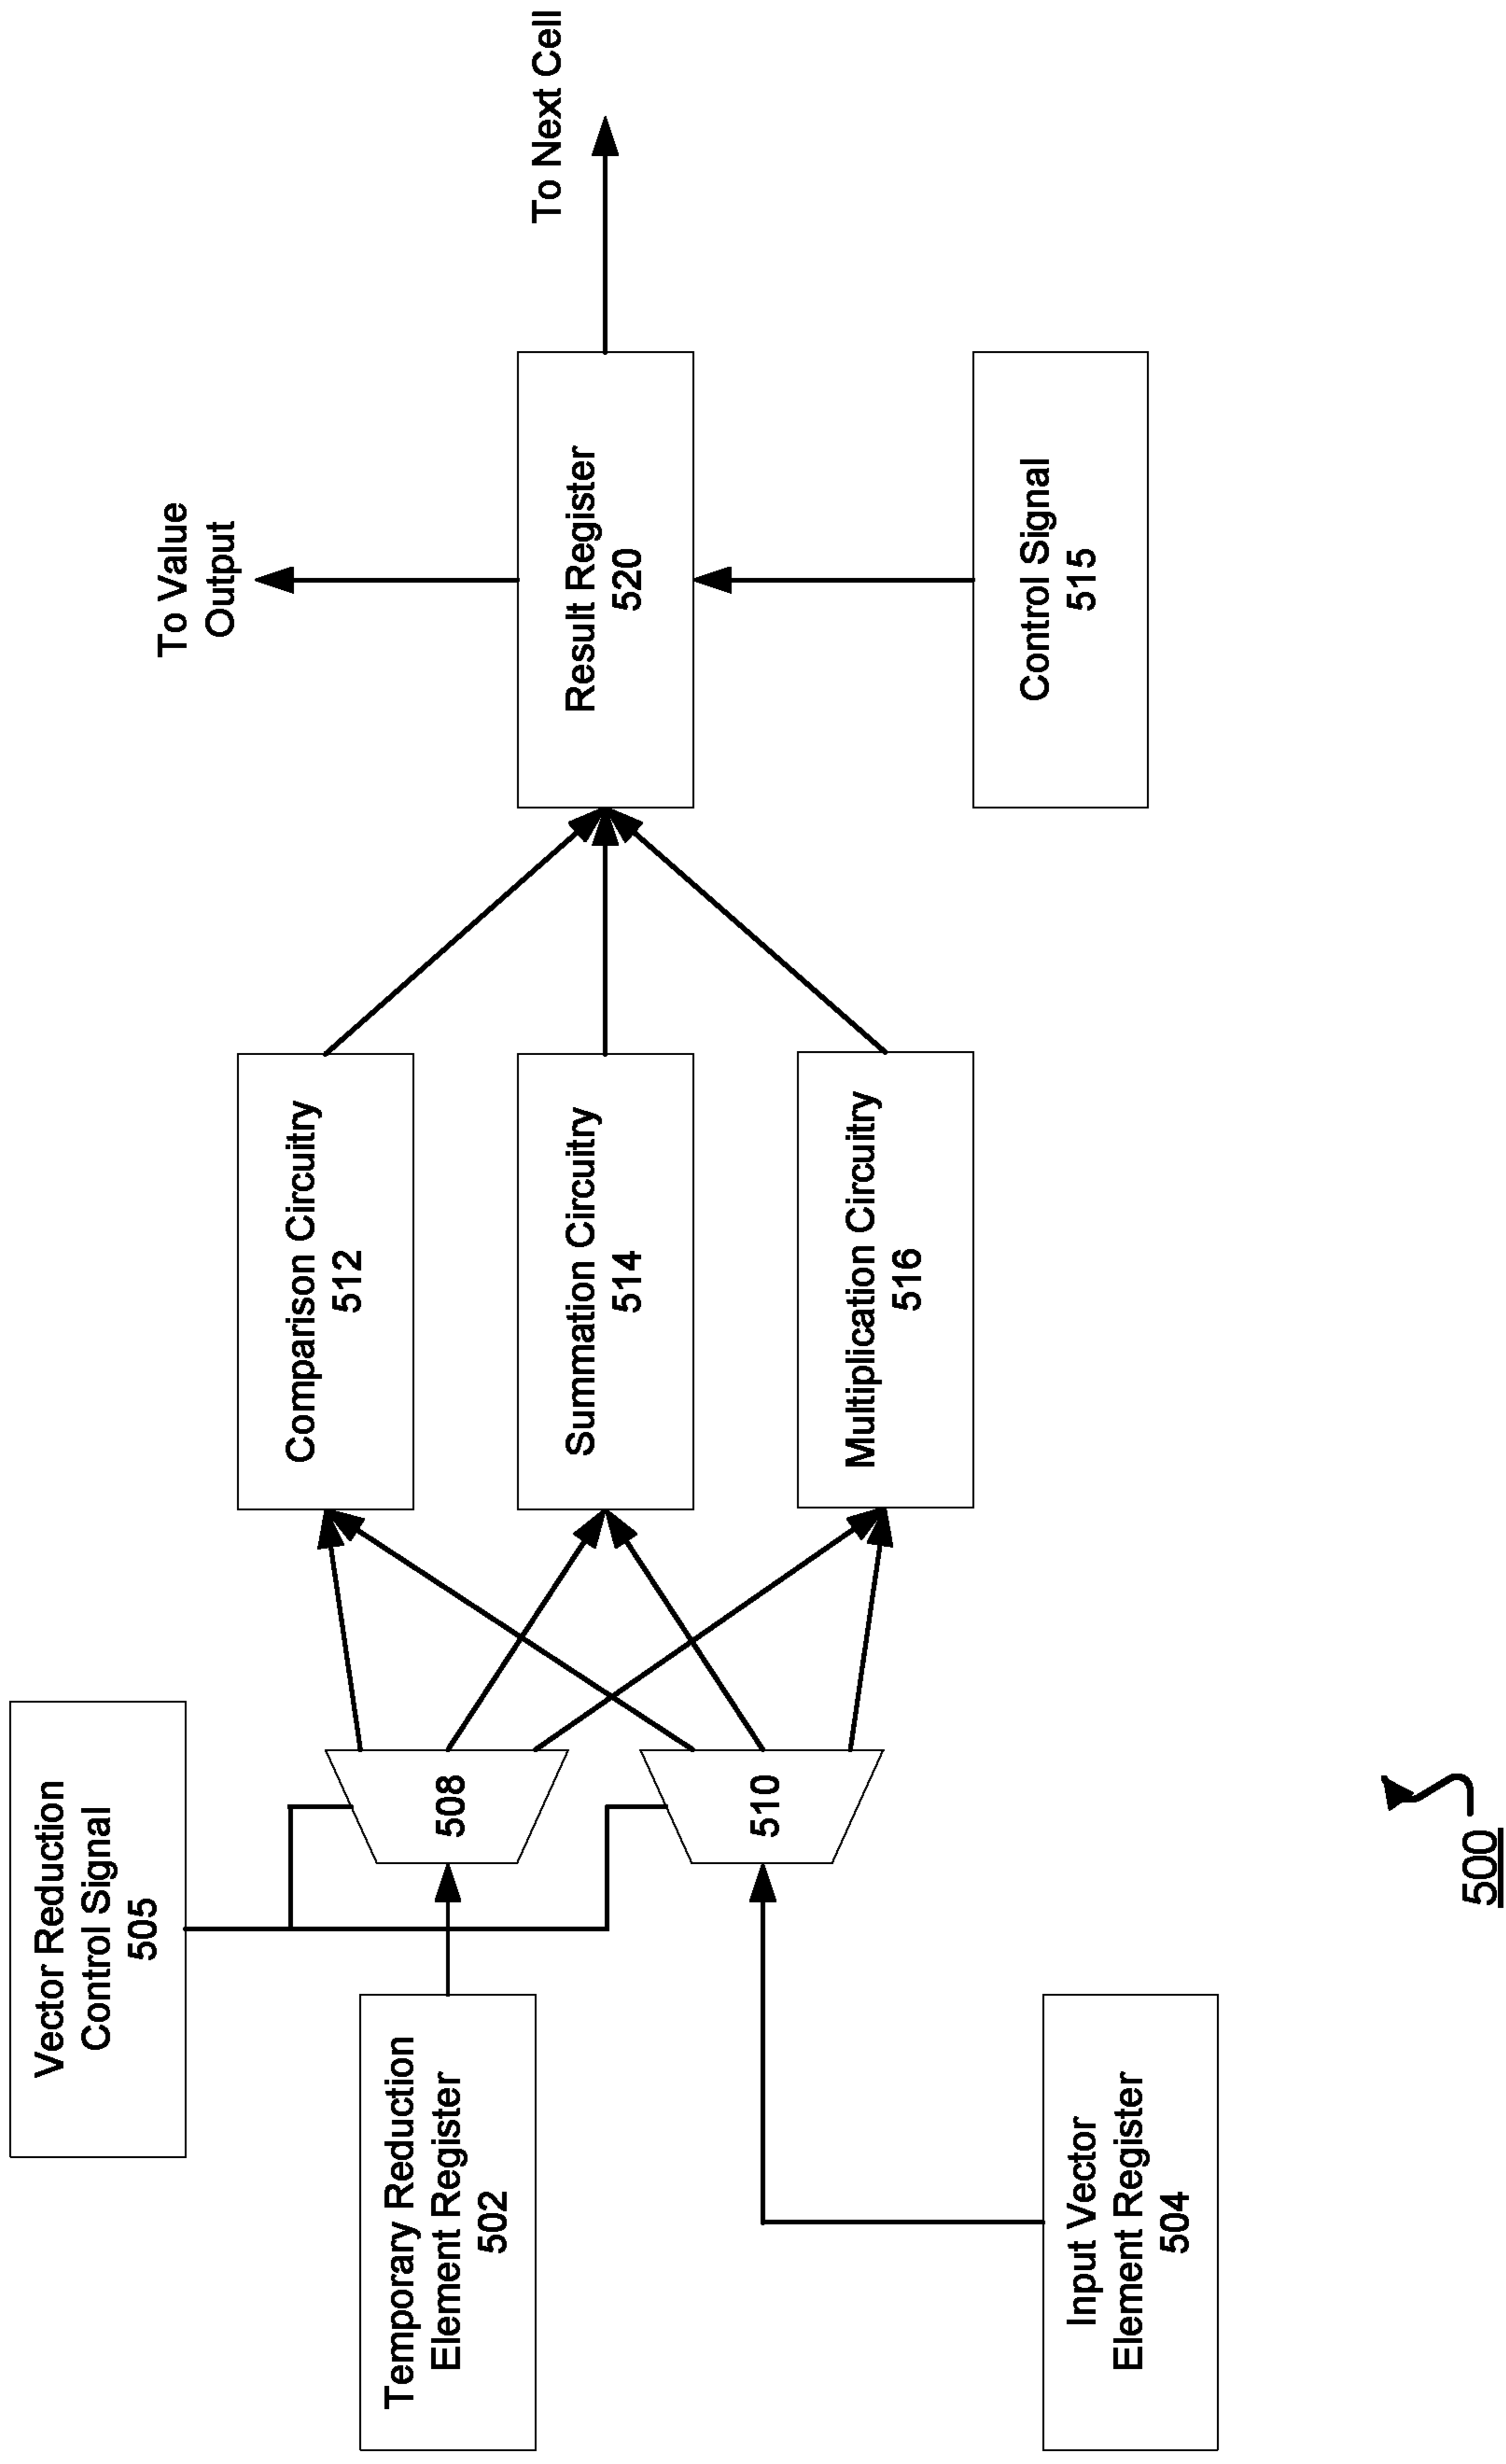 Vector Reduction
Control Signal
505
Temporary Reduction
Element Register
502
Input Vector
Element Register
504
508
510
Comparison Circuitry
512
Summation Circuitry
514
Multiplication Circuitry
516
To Value
Output
Result Register
520
To Next Cell
Control Signal
515
500